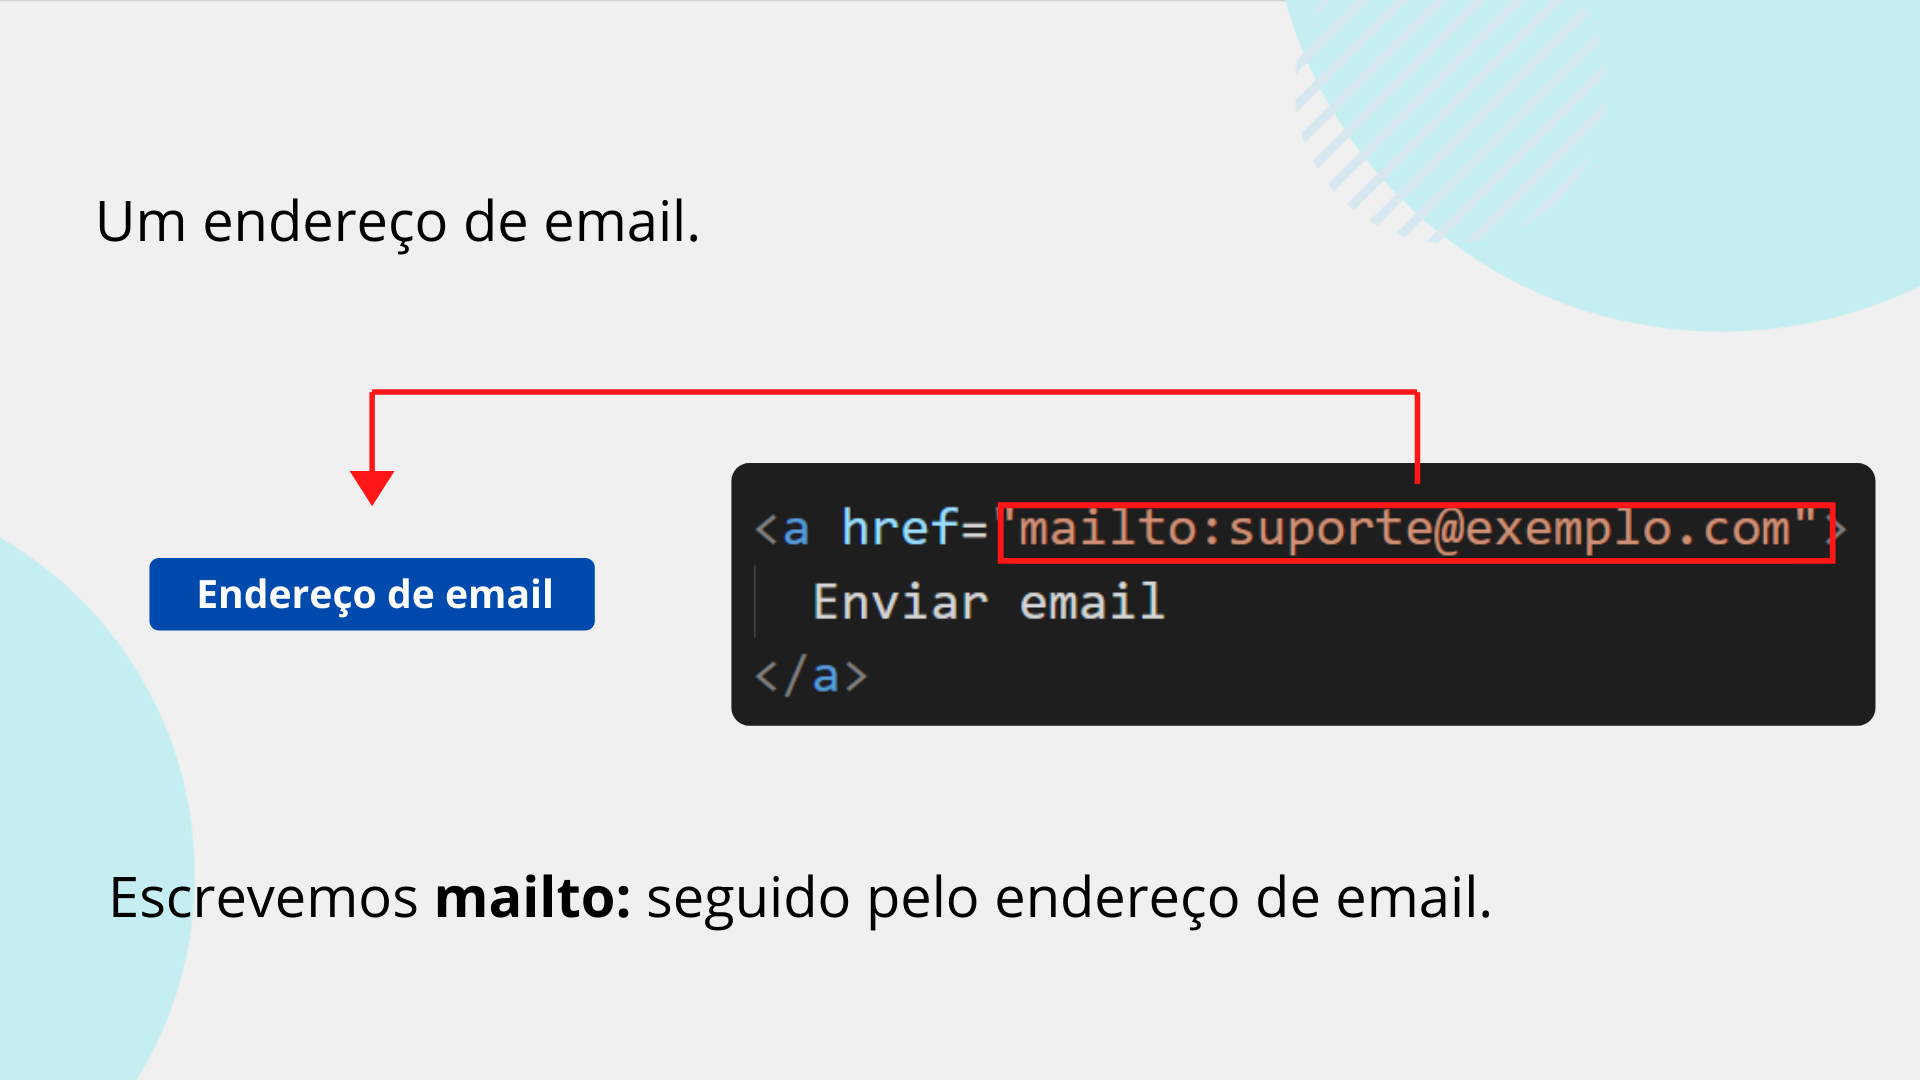 Um endereço de email.
Endereço de email
<a href="mailto:suporte@exemplo.com">
Enviar email
</a>
Escrevemos mailto: seguido pelo endereço de email.